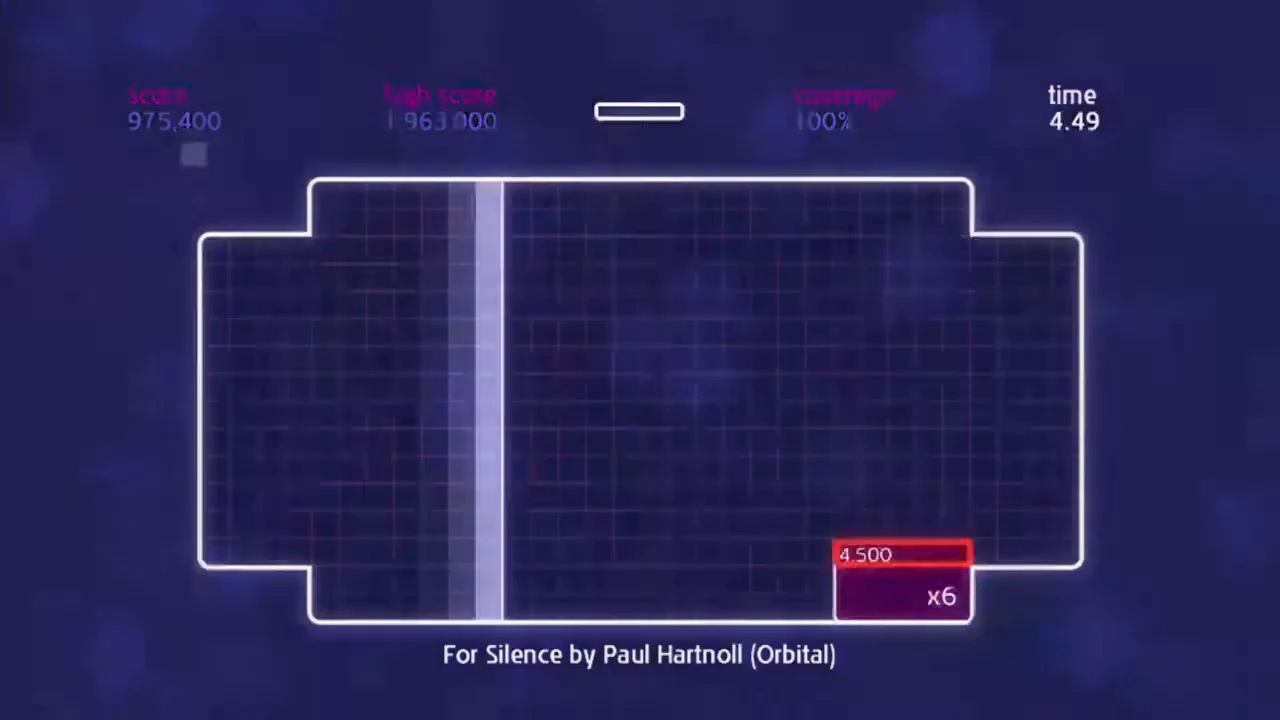 score
975,400
high score
1 963 000
coverage
100%
time
4.49
4.500
x6
For Silence by Paul Hartnoll (Orbital)